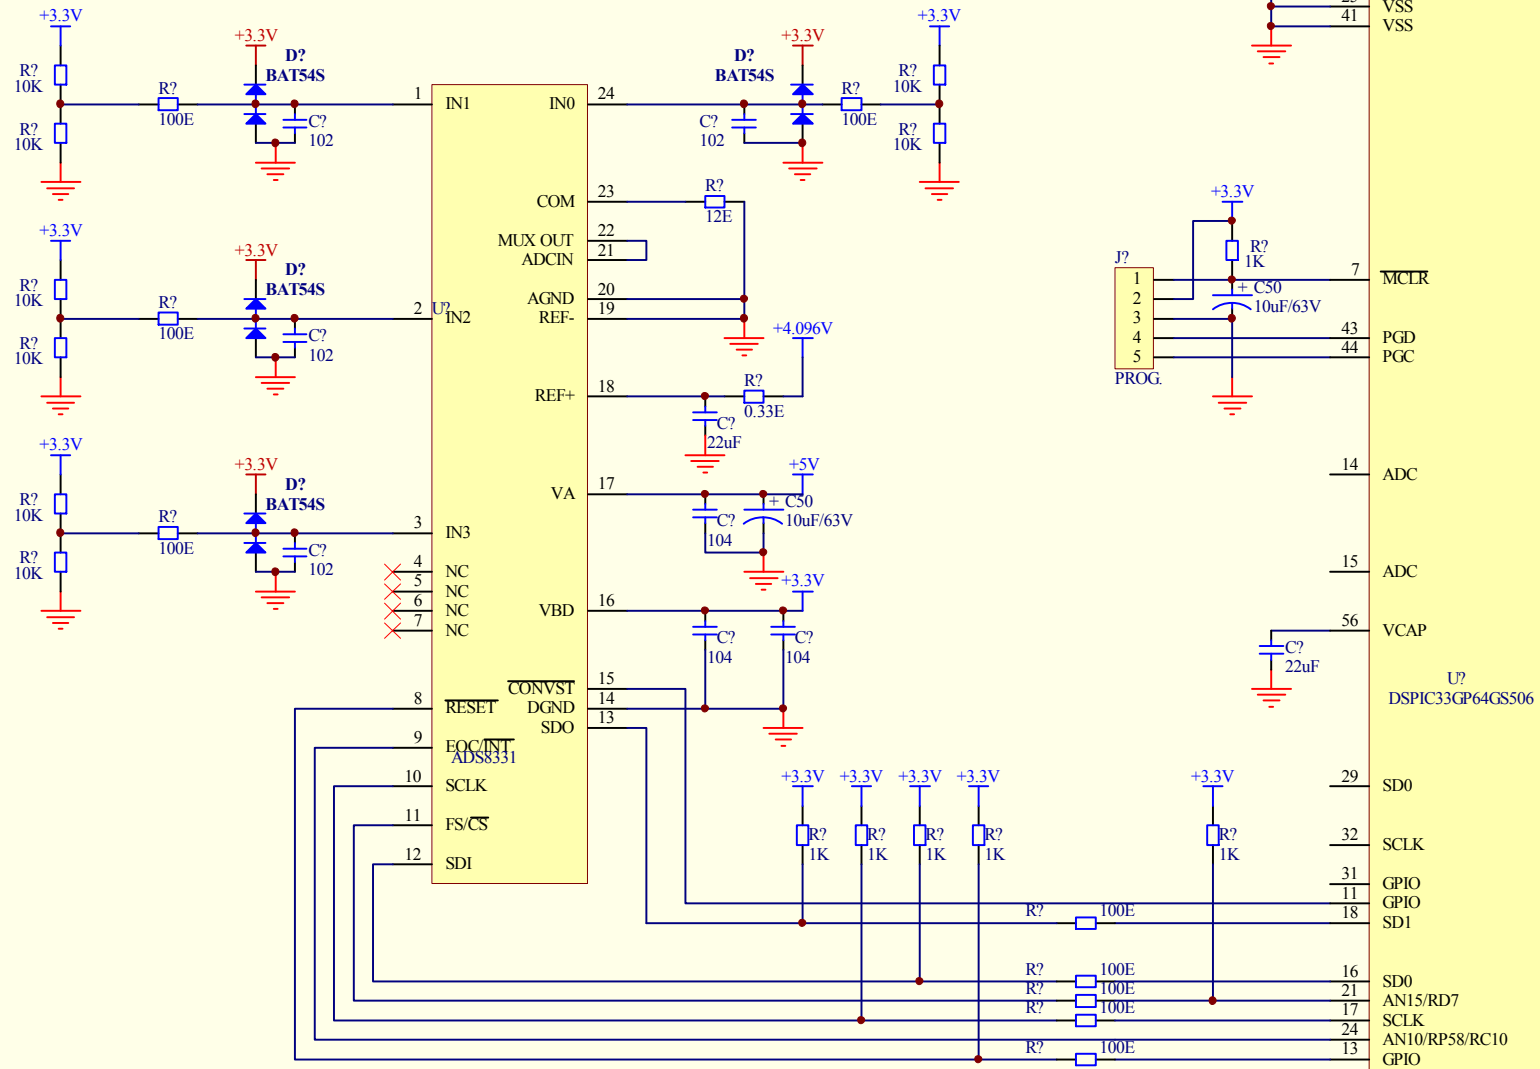 +3.3V
R?
10K
R?
10K
R?
100E
+3.3V
D?
BAT54S
C?
102
1
IN1
+3.3V
R?
10K
R?
10K
R?
100E
+3.3V
D?
BAT54S
C?
102
2
IN2
U?
+3.3V
R?
10K
R?
10K
R?
100E
+3.3V
D?
BAT54S
C?
102
3
IN3
4
NC
5
NC
6
NC
7
NC
8
RESET
9
EOC/INT
ADS8331
10
SCLK
11
FS/CS
12
SDI
24
IN0
C?
102
D?
BAT54S
+3.3V
R?
100E
+3.3V
R?
10K
R?
10K
23
COM
R?
12E
22
MUX OUT
21
ADCIN
20
AGND
19
REF-
+4.096V
18
REF+
R?
0.33E
C?
22uF
17
VA
+5V
C?
104
+ C50
10uF/63V
16
VBD
+3.3V
C?
104
C?
104
15
CONVST
14
DGND
13
SDO
+3.3V
R?
1K
+3.3V
R?
1K
+3.3V
R?
1K
+3.3V
R?
1K
+3.3V
R?
1K
R?
100E
R?
100E
R?
100E
R?
100E
R?
100E
+3.3V
R?
1K
+ C50
10uF/63V
J?
1
2
3
4
5
PROG.
VSS
41
VSS
7
MCLR
43
PGD
44
PGC
14
ADC
15
ADC
56
VCAP
C?
22uF
U?
DSPIC33GP64GS506
29
SD0
32
SCLK
31
GPIO
11
GPIO
18
SD1
16
SD0
21
AN15/RD7
17
SCLK
24
AN10/RP58/RC10
13
GPIO